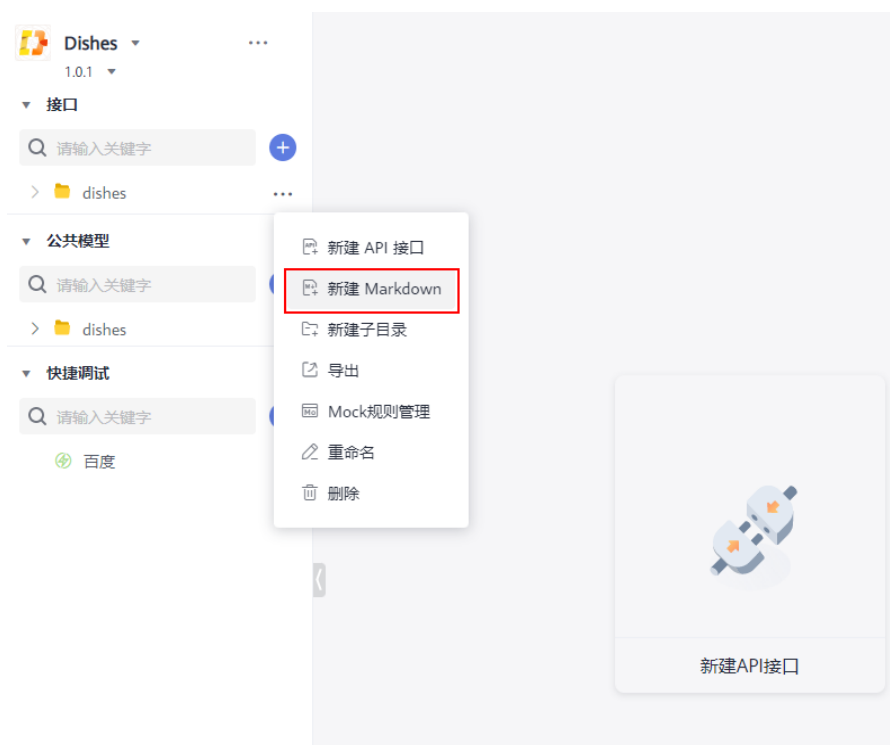 Dishes
1.0.1
接口
请输入关键字
dishes
公共模型
请输入关键字
dishes
快捷调试
请输入关键字
百度
新建 API 接口
新建 Markdown
新建子目录
导出
Mock规则管理
重命名
删除
新建API接口